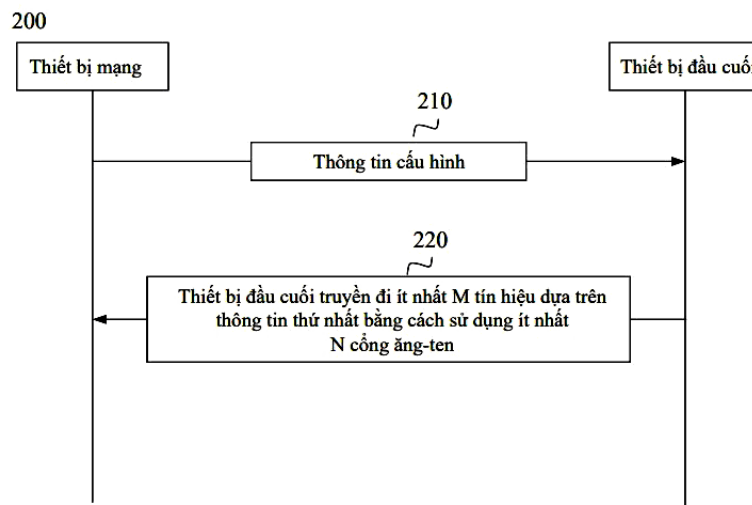 200
Thiết bị mạng
Thiết bị đầu cuối
210
Thông tin cấu hình
220
Thiết bị đầu cuối truyền đi ít nhất M tín hiệu dựa trên
thông tin thứ nhất bằng cách sử dụng ít nhất
N cổng ăng-ten